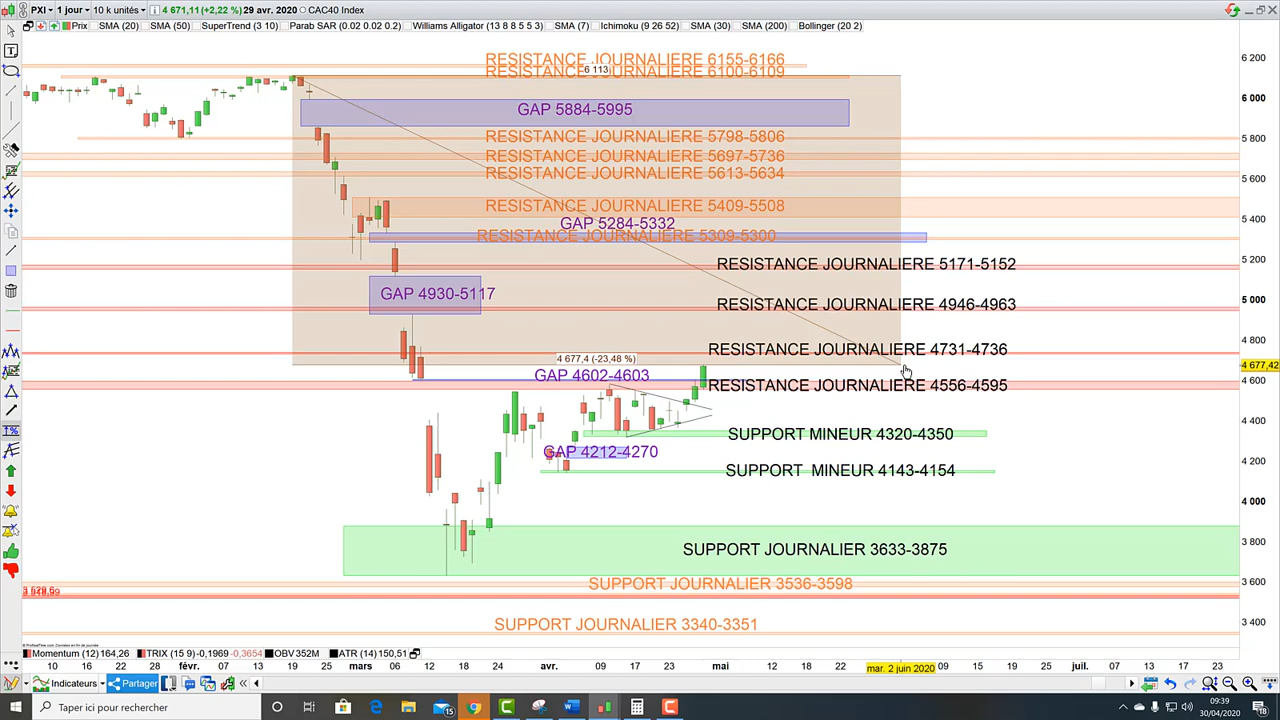 PXI 1 jour 10 k unités 4 671,11 (+2,22 %) 29 avr. 2020 CAC40 Index
Prix SMA (20) SMA (50) SuperTrend (3 10) Parab SAR (0.02 0.02 0.2) Williams Alligator (13 8 8 5 5 3) SMA (7) Ichimoku (9 26 52) SMA (30) SMA (200) Bollinger (20 2)
RESISTANCE JOURNALIERE 6155-6166
6 113
RESISTANCE JOURNALIERE 6100-6109
GAP 5884-5995
RESISTANCE JOURNALIERE 5798-5806
RESISTANCE JOURNALIERE 5697-5736
RESISTANCE JOURNALIERE 5613-5634
RESISTANCE JOURNALIERE 5409-5508
GAP 5284-5332
RESISTANCE JOURNALIERE 5309-5300
RESISTANCE JOURNALIERE 5171-5152
GAP 4930-5117
RESISTANCE JOURNALIERE 4946-4963
RESISTANCE JOURNALIERE 4731-4736
4 677,4 (-23,48 %)
GAP 4602-4603
RESISTANCE JOURNALIERE 4556-4595
SUPPORT MINEUR 4320-4350
GAP 4212-4270
SUPPORT MINEUR 4143-4154
SUPPORT JOURNALIER 3633-3875
SUPPORT JOURNALIER 3536-3598
SUPPORT JOURNALIER 3340-3351
6 200
6 000
5 800
5 600
5 400
5 200
5 000
4 800
4 677,42
4 600
4 400
4 200
4 000
3 800
3 600
3 400
Momentum (12) 164,26 TRIX (15 9) -0,1969 -0,3654 OBV 352M ATR (14) 150,51
10 17 22 févr. 07 13 18 21 mars 06 12 18 24 avr. 09 17 23 mai 12 18 22 mar. 2 juin 2020 10 15 19 25 juil. 07 13 17 23
Indicateurs Partager
Taper ici pour rechercher
15
09:39
30/04/2020
18